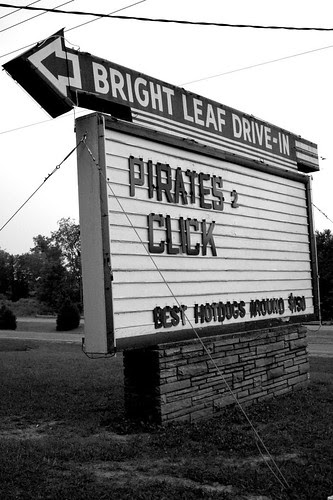 BRIGHT LEAF DRIVE-IN
PIRATES 2
CLICK
BEST HOTDOGS AROUND $150